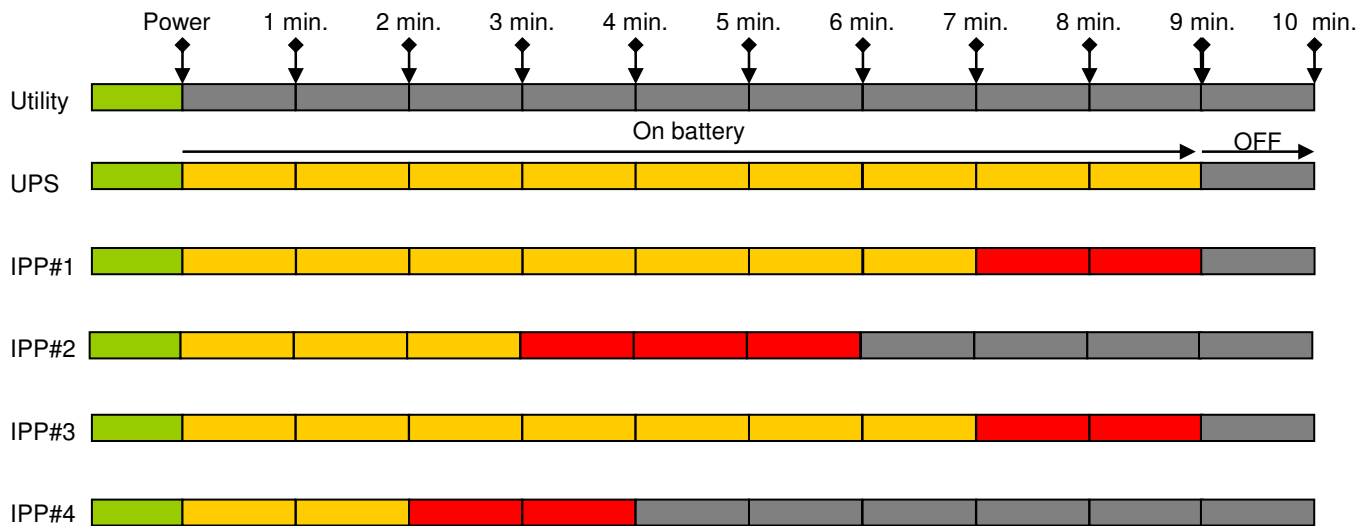 Power 1 min. 2 min. 3 min. 4 min. 5 min. 6 min. 7 min. 8 min. 9 min. 10 min.
Utility
On battery OFF
UPS
IPP#1
IPP#2
IPP#3
IPP#4